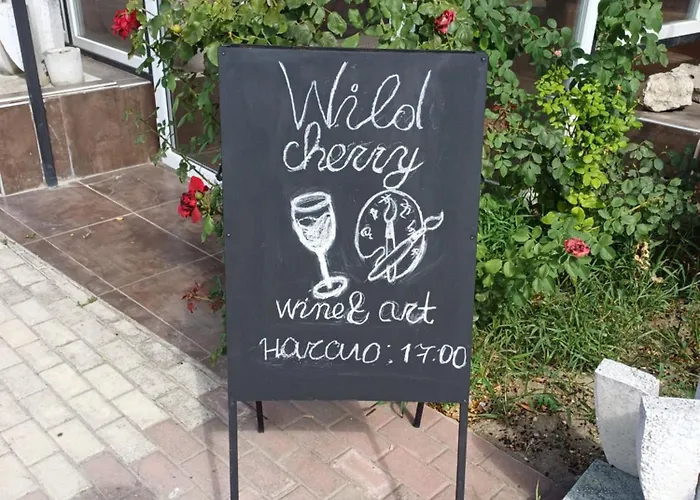 Wild
cherry
wine & art
Начало: 17.00